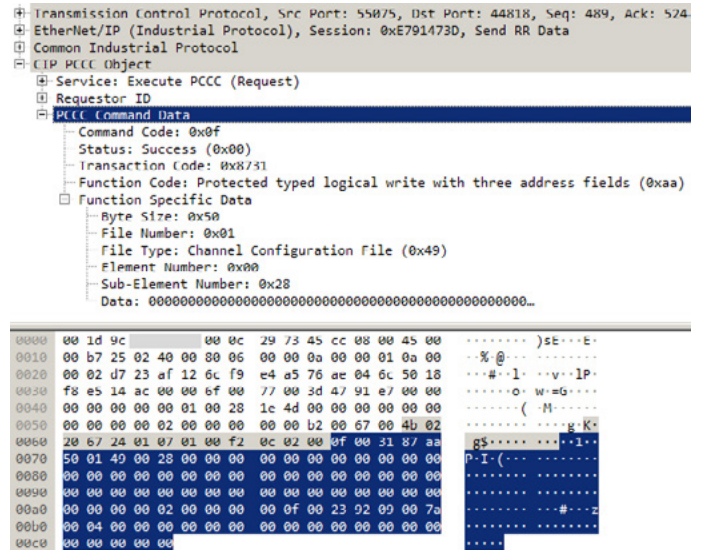 Transmission Control Protocol, Src Port: 55075, Dst Port: 44818, Seq: 489, Ack: 524
EtherNet/IP (Industrial Protocol), Session: 0xE791473D, Send RR Data
Common Industrial Protocol
CIP PCCC Object
Service: Execute PCCC (Request)
Requestor ID
PCCC Command Data
Command Code: 0x0f
Status: Success (0x00)
Transaction Code: 0x8731
Function Code: Protected typed logical write with three address fields (0xaa)
Function Specific Data
Byte Size: 0x50
File Number: 0x01
File Type: Channel Configuration File (0x49)
Element Number: 0x00
Sub-Element Number: 0x28
Data: 00000000000000000000000000000000000000000000000…
0000 00 1d 9c 00 0c 29 73 45 cc 08 00 45 00 ········ )sE···E·
0010 00 b7 25 02 40 00 80 06 00 00 0a 00 00 01 0a 00 ··%·@··· ········
0020 00 02 d7 23 af 12 6c f9 e4 a5 76 ae 04 6c 50 18 ···#··l· ··v··lP·
0030 f8 e5 14 ac 00 00 6f 00 77 00 3d 47 91 e7 00 00 ······o· w·=G····
0040 00 00 00 00 00 01 00 28 1e 4d 00 00 00 00 00 00 ·······( ·M······
0050 00 00 00 00 02 00 00 00 00 00 b2 00 67 00 4b 02 ········ ····g·K·
0060 20 67 24 01 07 01 00 f2 0c 02 00 0f 00 31 87 aa g$····· ·····1··
0070 50 01 49 00 28 00 00 00 00 00 00 00 00 00 00 00 P·I·(··· ········
0080 00 00 00 00 00 00 00 00 00 00 00 00 00 00 00 00 ········ ········
0090 00 00 00 00 00 00 00 00 00 00 00 00 00 00 00 00 ········ ········
00a0 00 00 00 00 02 00 00 00 00 0f 00 23 92 09 00 7a ········ ···#···z
00b0 00 04 00 00 00 00 00 00 00 00 00 00 00 00 00 00 ········ ········
00c0 00 00 00 00 00 ·····